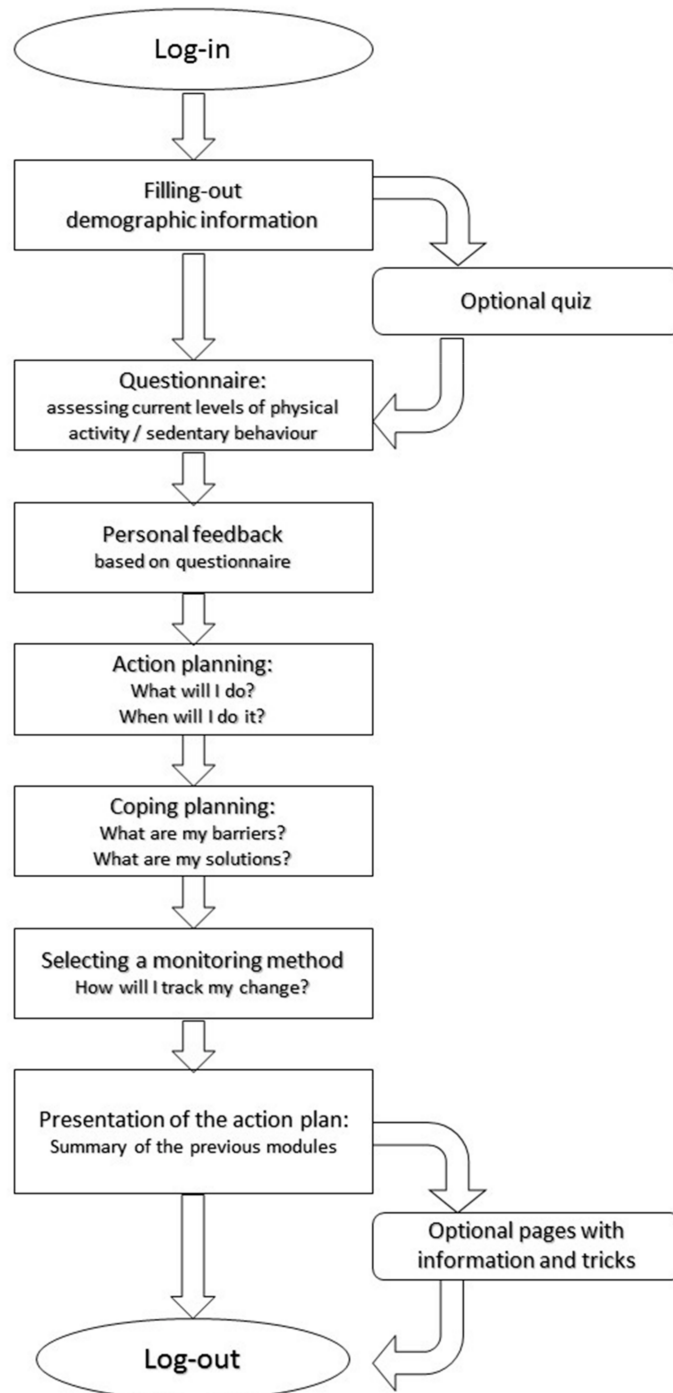 Log-in
Filling-out
demographic information
Optional quiz
Questionnaire:
assessing current levels of physical
activity / sedentary behaviour
Personal feedback
based on questionnaire
Action planning:
What will I do?
When will I do it?
Coping planning:
What are my barriers?
What are my solutions?
Selecting a monitoring method
How will I track my change?
Presentation of the action plan:
Summary of the previous modules
Optional pages with
information and tricks
Log-out